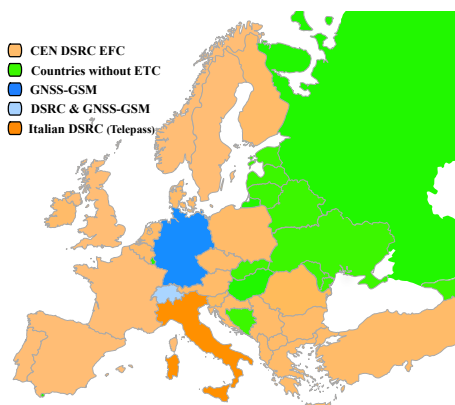 CEN DSRC EFC
Countries without ETC
GNSS-GSM
DSRC & GNSS-GSM
Italian DSRC (Telepass)